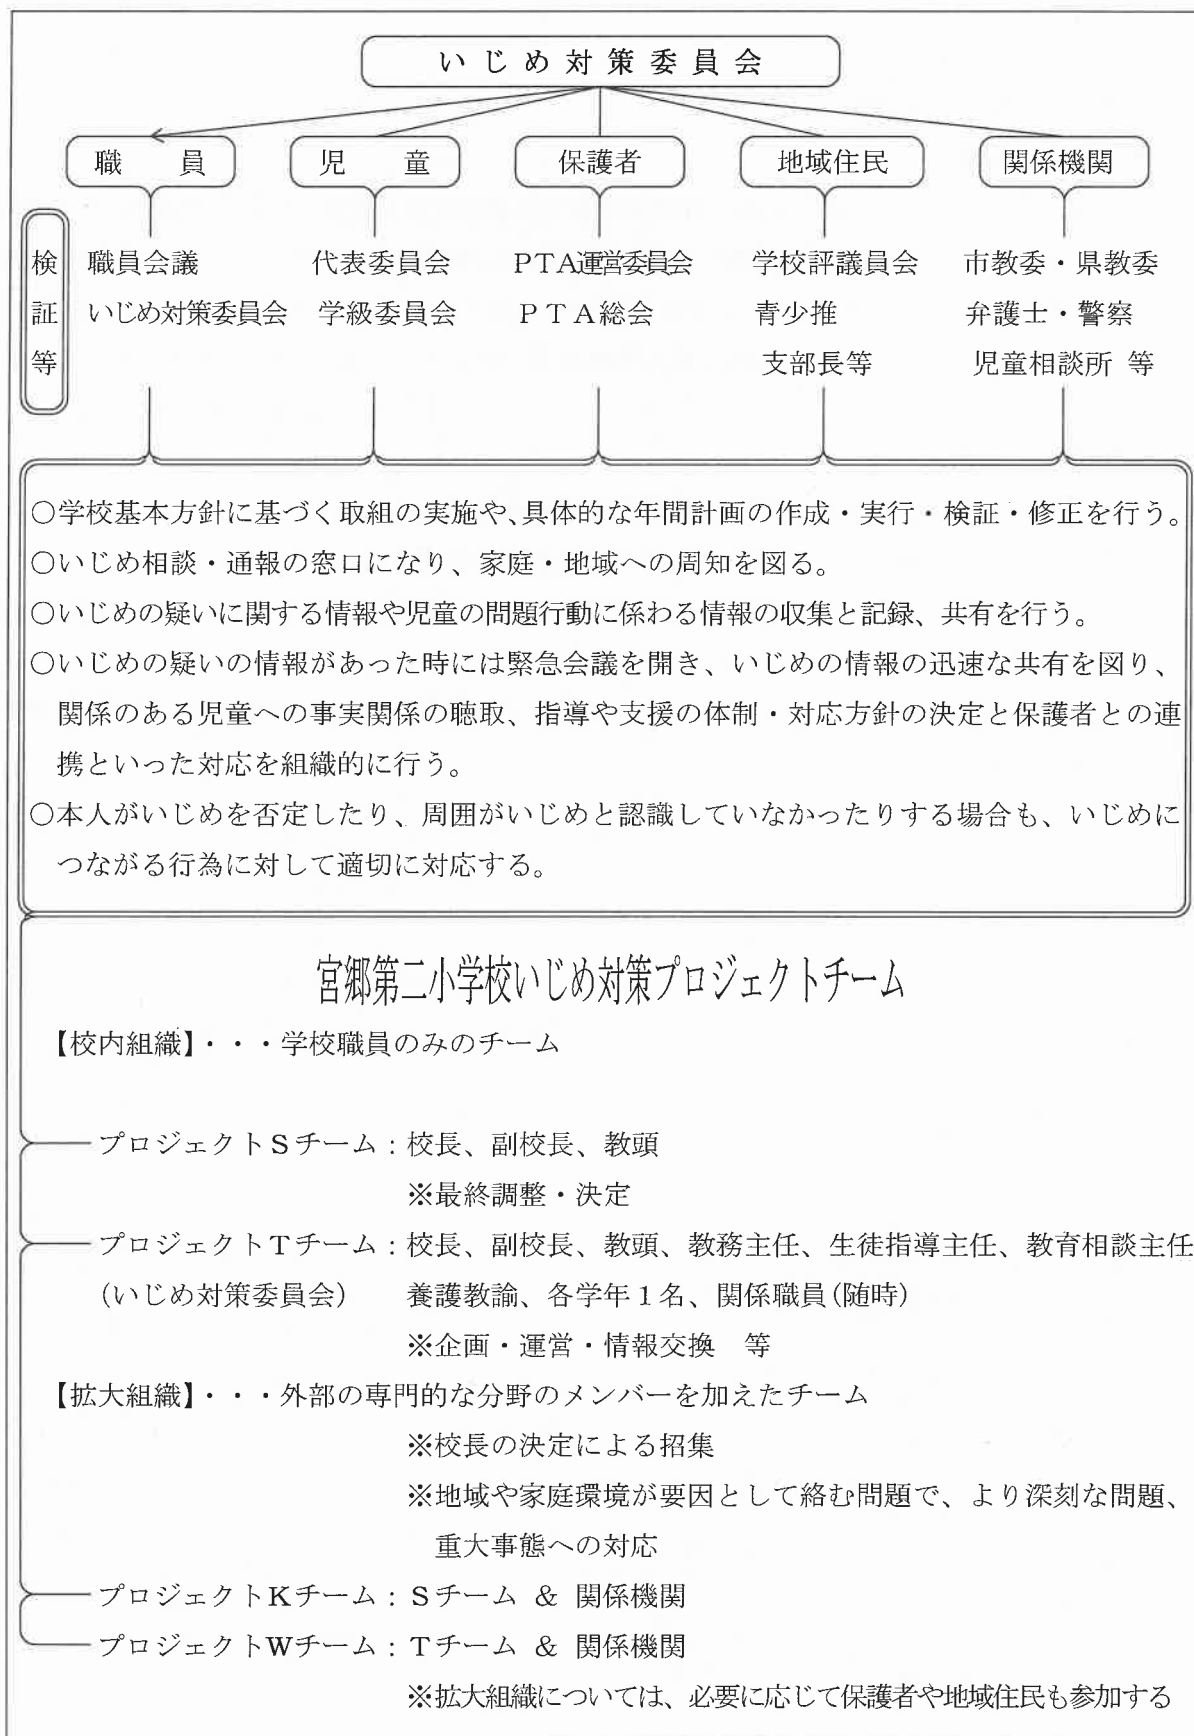 いじめ対策委員会
職　員　児　童　保護者　地域住民　関係機関
検証等
職員会議
いじめ対策委員会
代表委員会
学級委員会
PTA運営委員会
ＰＴＡ総会
学校評議員会
青少推
支部長等
市教委・県教委
弁護士・警察
児童相談所 等
○学校基本方針に基づく取組の実施や、具体的な年間計画の作成・実行・検証・修正を行う。
○いじめ相談・通報の窓口になり、家庭・地域への周知を図る。
○いじめの疑いに関する情報や児童の問題行動に係わる情報の収集と記録、共有を行う。
○いじめの疑いの情報があった時には緊急会議を開き、いじめの情報の迅速な共有を図り、
関係のある児童への事実関係の聴取、指導や支援の体制・対応方針の決定と保護者との連
携といった対応を組織的に行う。
○本人がいじめを否定したり、周囲がいじめと認識していなかったりする場合も、いじめに
つながる行為に対して適切に対応する。
宮郷第二小学校いじめ対策プロジェクトチーム
【校内組織】・・・学校職員のみのチーム
プロジェクトＳチーム：校長、副校長、教頭
※最終調整・決定
プロジェクトＴチーム：校長、副校長、教頭、教務主任、生徒指導主任、教育相談主任
（いじめ対策委員会）　養護教諭、各学年１名、関係職員(随時)
※企画・運営・情報交換　等
【拡大組織】・・・外部の専門的な分野のメンバーを加えたチーム
※校長の決定による招集
※地域や家庭環境が要因として絡む問題で、より深刻な問題、
重大事態への対応
プロジェクトＫチーム：Ｓチーム ＆ 関係機関
プロジェクトＷチーム：Ｔチーム ＆ 関係機関
※拡大組織については、必要に応じて保護者や地域住民も参加する